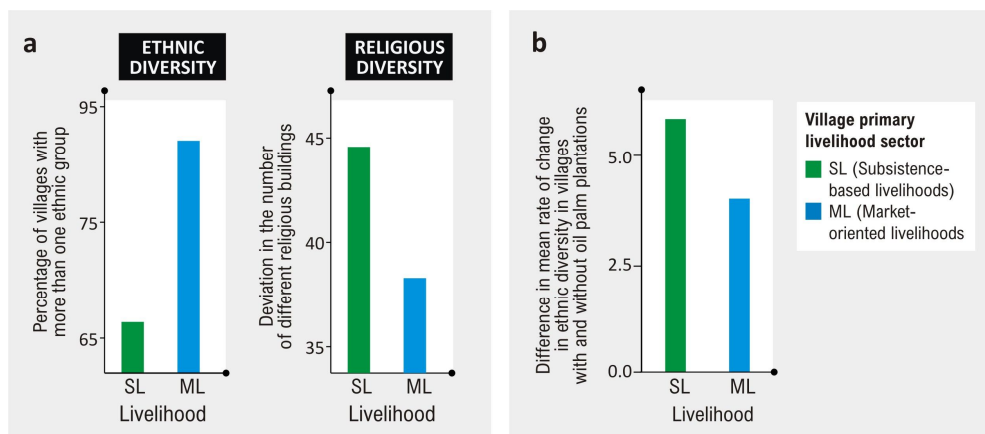 a
ETHNIC
DIVERSITY
Percentage of villages with
more than one ethnic group
95
75
65
SL ML
Livelihood
RELIGIOUS
DIVERSITY
Deviation in the number
of different religious buildings
45
40
35
SL ML
Livelihood
b
Difference in mean rate of change
in ethnic diversity in villages
with and without oil palm plantations
5.0
2.5
0.0
SL ML
Livelihood
Village primary
livelihood sector
SL (Subsistence-
based livelihoods)
ML (Market-
oriented livelihoods